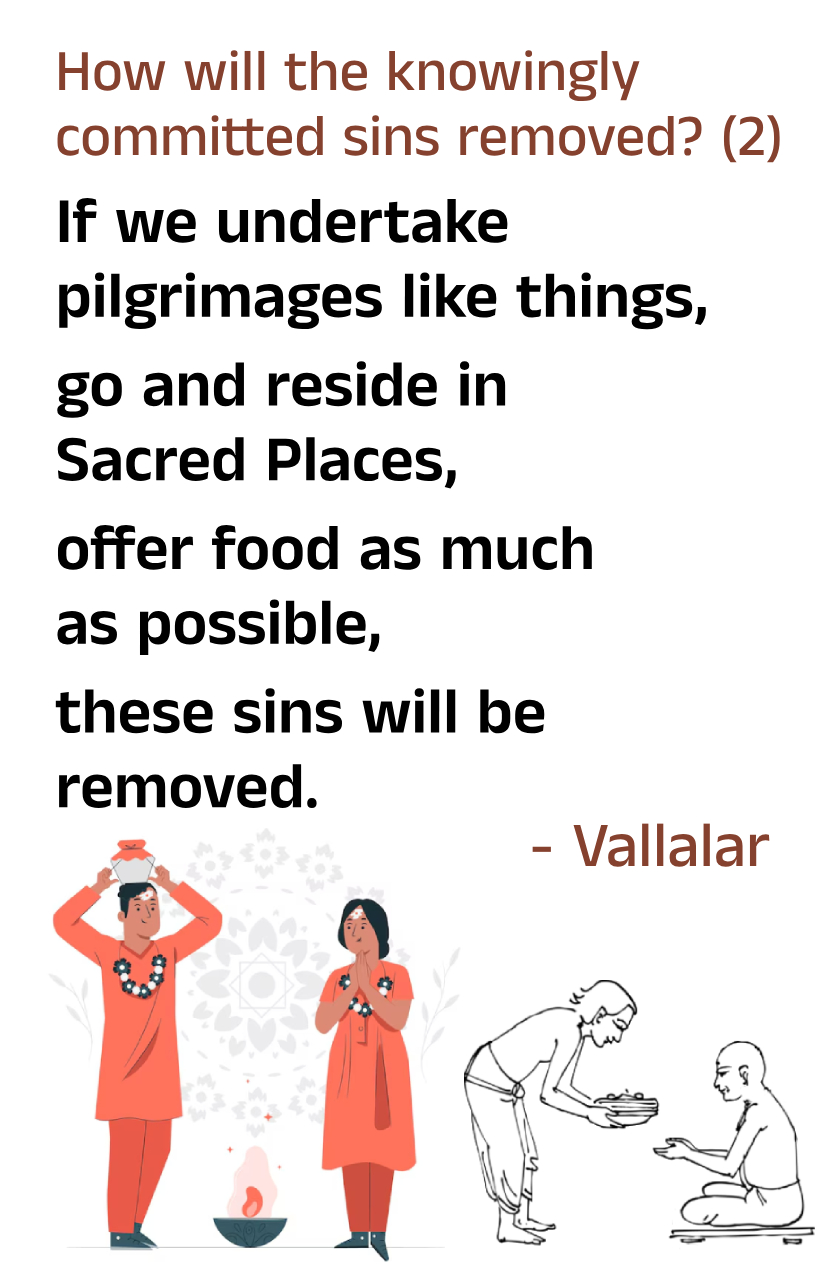 How will the knowingly
committed sins removed? (2)
If we undertake
pilgrimages like things,
go and reside in
Sacred Places,
offer food as much
as possible,
these sins will be
removed.
- Vallalar